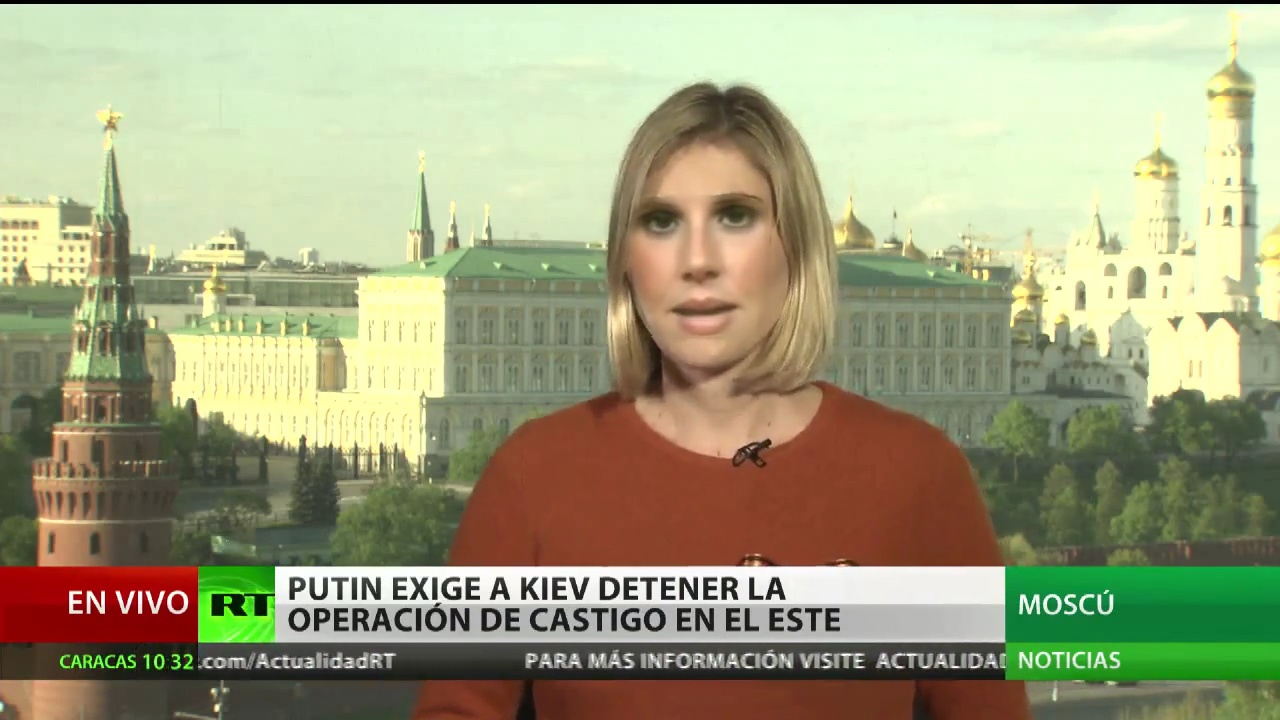 EN VIVO
RT
PUTIN EXIGE A KIEV DETENER LA
OPERACIÓN DE CASTIGO EN EL ESTE
MOSCÚ
CARACAS 10 32
.com/ActualidadRT
PARA MÁS INFORMACIÓN VISITE ACTUALIDAD
NOTICIAS